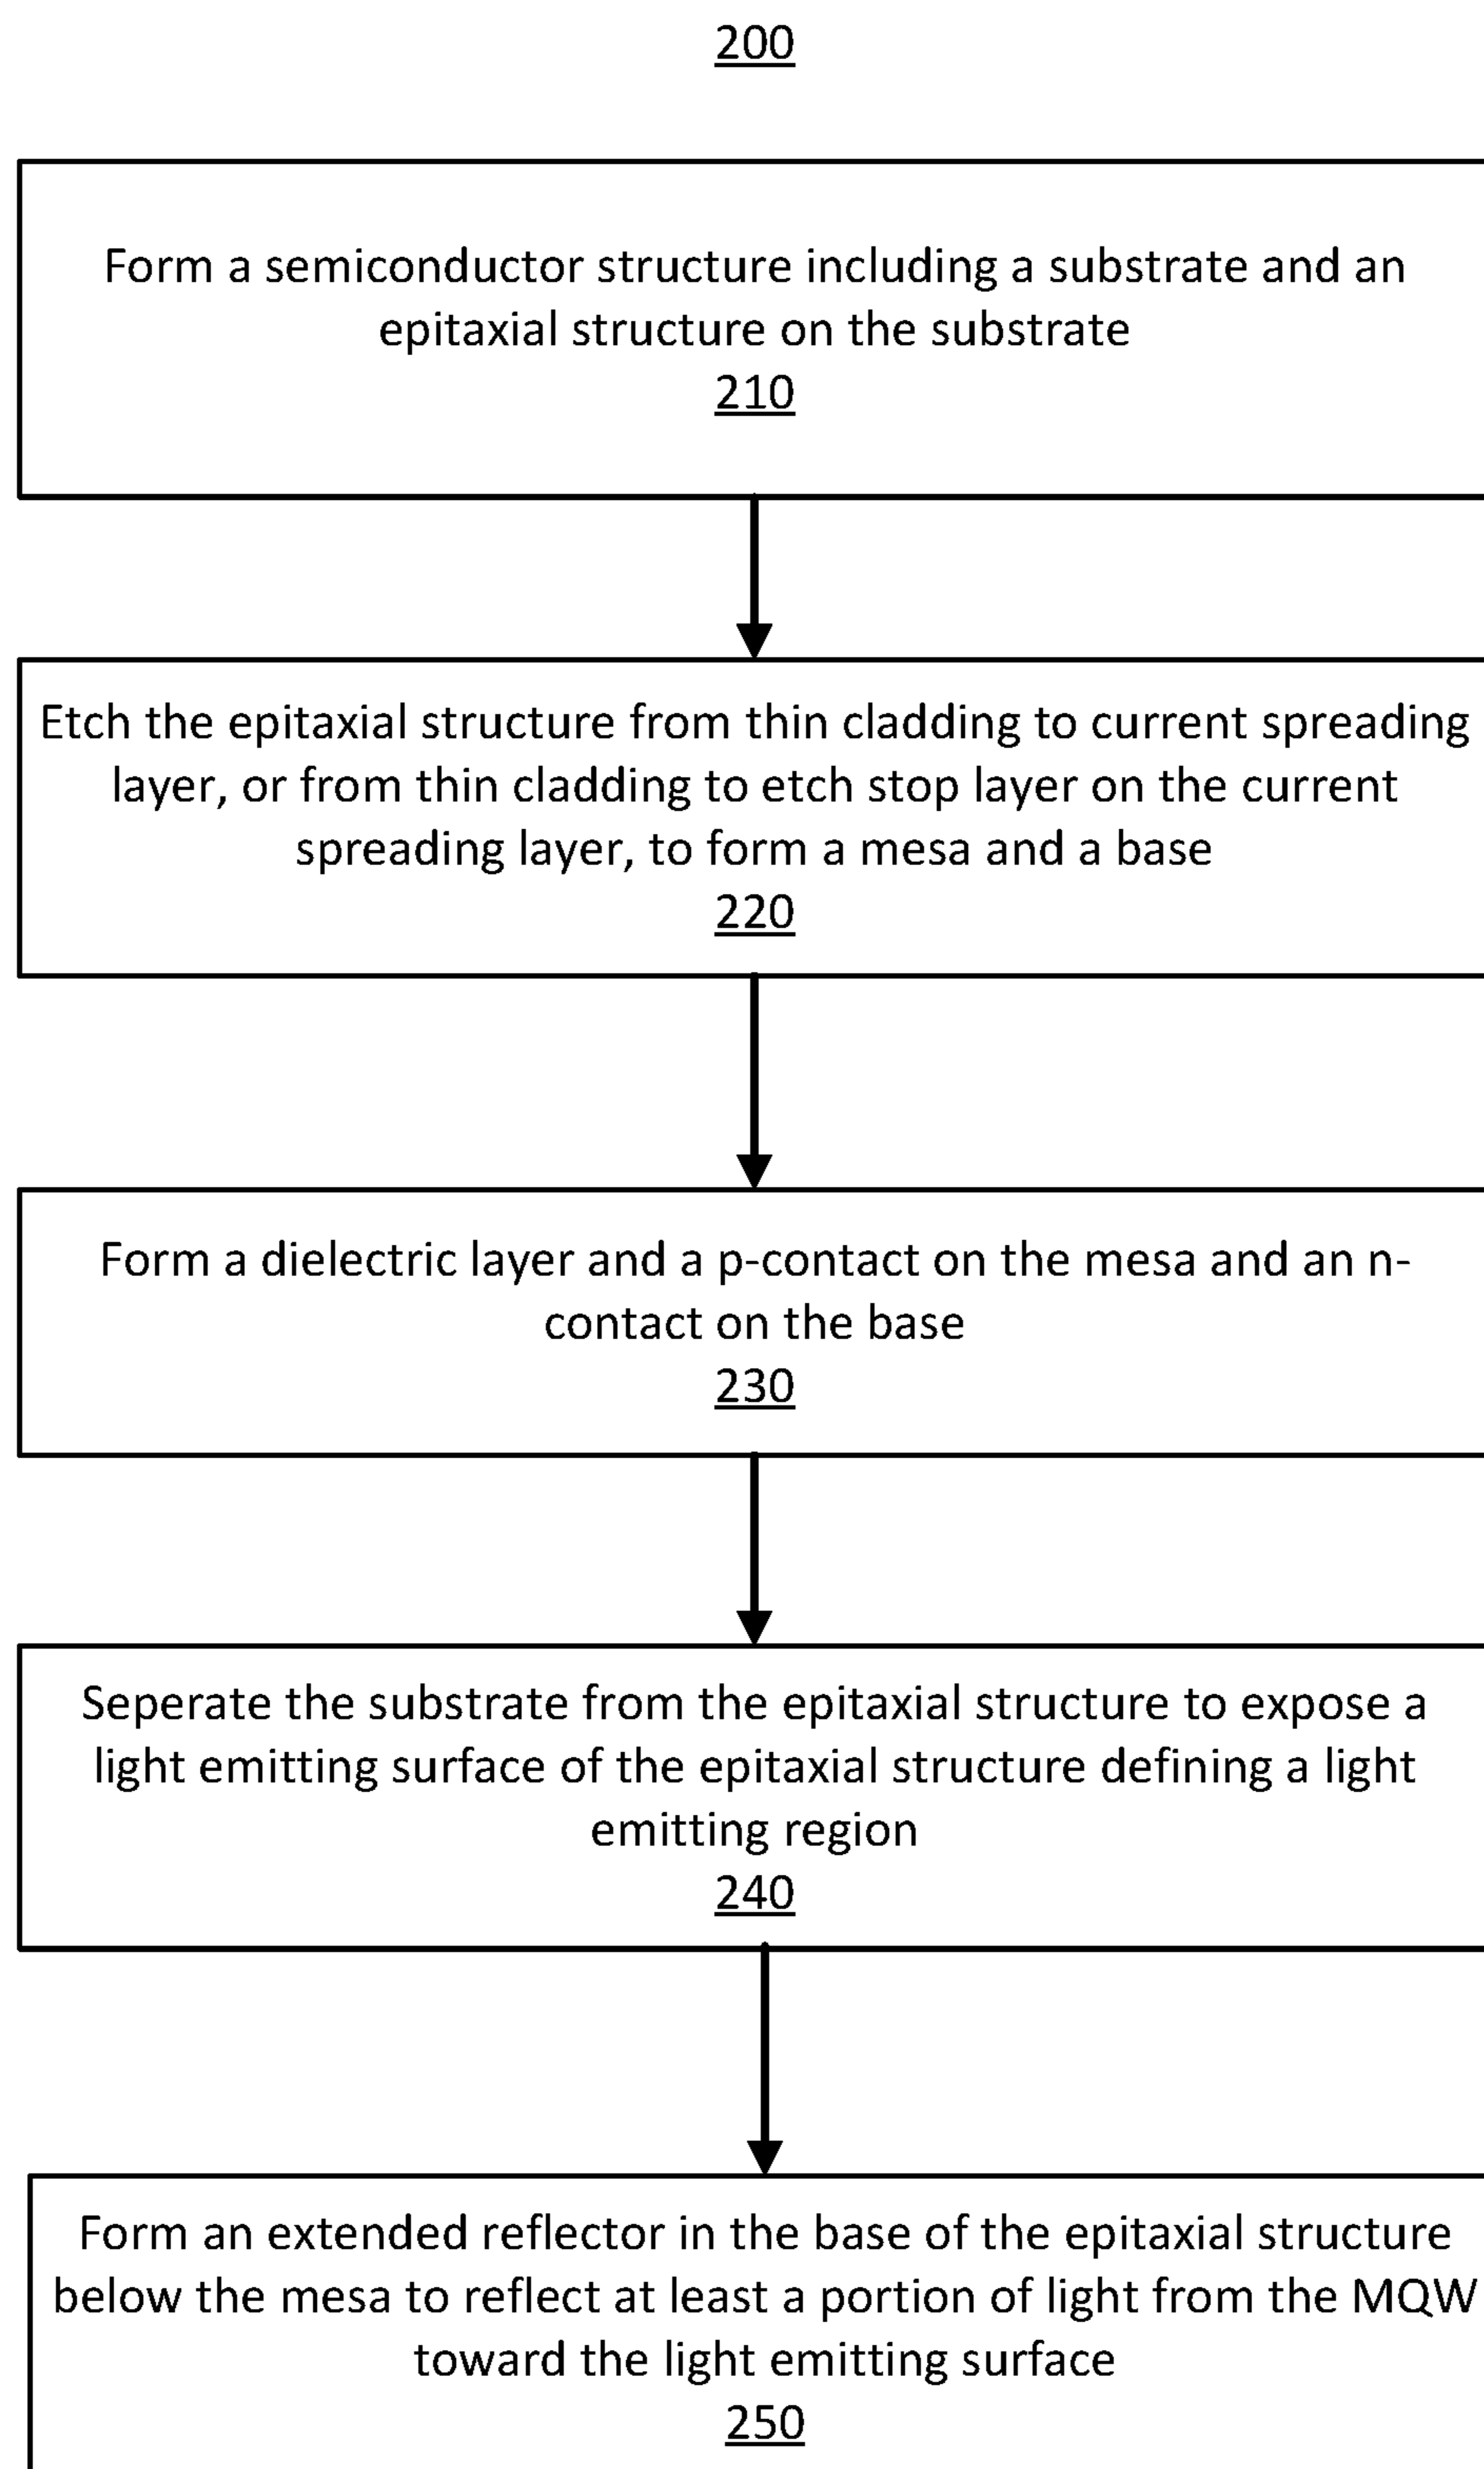 200
Form a semiconductor structure including a substrate and an
epitaxial structure on the substrate
210
Etch the epitaxial structure from thin cladding to current spreading
layer, or from thin cladding to etch stop layer on the current
spreading layer, to form a mesa and a base
220
Form a dielectric layer and a p-contact on the mesa and an n-
contact on the base
230
Seperate the substrate from the epitaxial structure to expose a
light emitting surface of the epitaxial structure defining a light
emitting region
240
Form an extended reflector in the base of the epitaxial structure
below the mesa to reflect at least a portion of light from the MQW
toward the light emitting surface
250